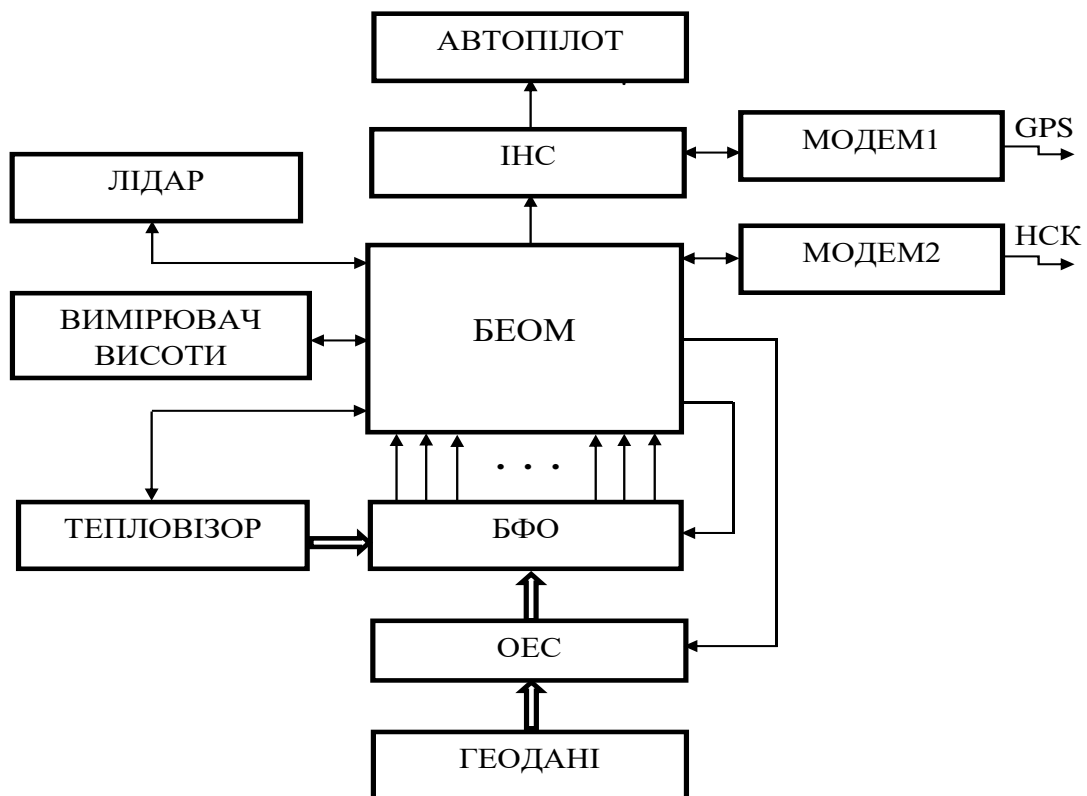 АВТОПІЛОТ
ІНС
МОДЕМ1
GPS
ЛІДАР
МОДЕМ2
НСК
ВИМІРЮВАЧ
ВИСОТИ
БЕОМ
. . .
ТЕПЛОВІЗОР
БФО
ОЕС
ГЕОДАНІ